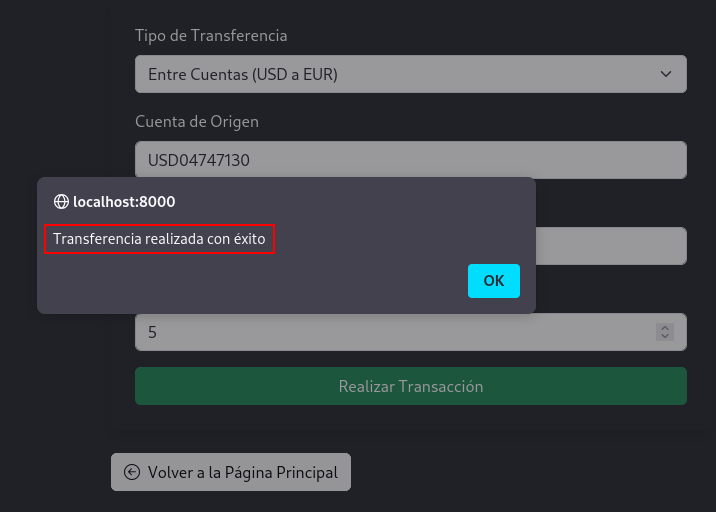 Tipo de Transferencia
Entre Cuentas (USD a EUR)
Cuenta de Origen
USD04747130
localhost:8000
Transferencia realizada con éxito
OK
5
Realizar Transacción
Volver a la Página Principal